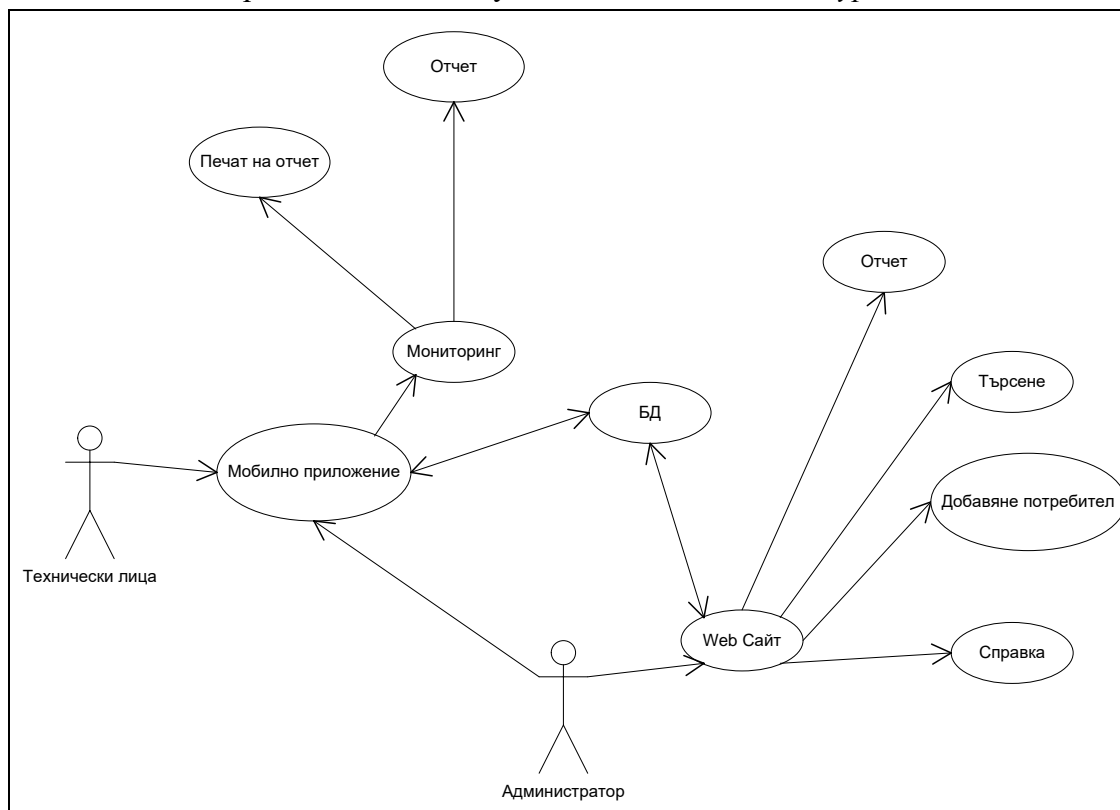 Отчет
Печат на отчет
Отчет
Мониторинг
Търсене
БД
Мобилно приложение
Добавяне потребител
Технически лица
Web Сайт
Справка
Администратор